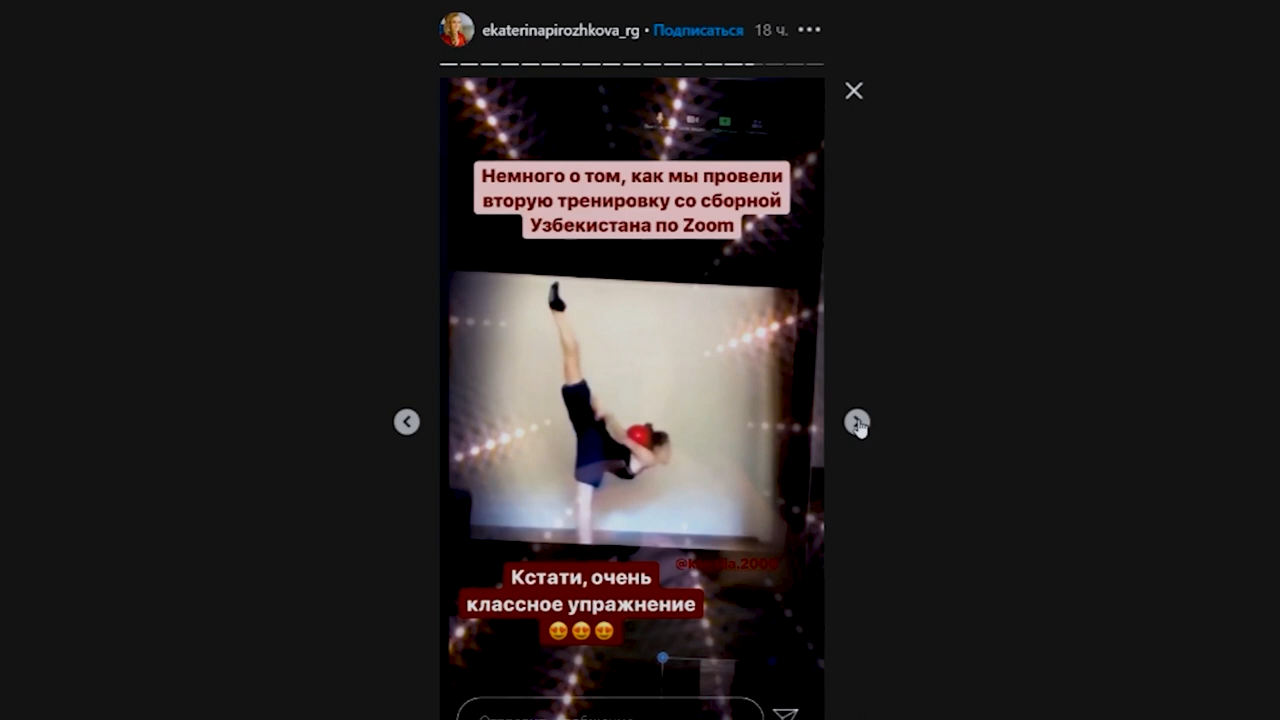 ekaterinapirozhkova_rg • Подписаться 18 ч.
Немного о том, как мы провели
вторую тренировку со сборной
Узбекистана по Zoom
Кстати, очень
классное упражнение